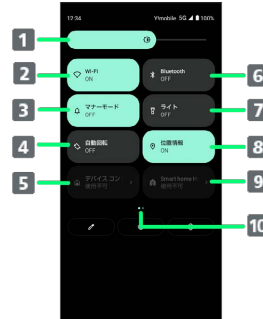 12:34 Y!mobile 5G 100%
1
2
Wi-Fi
ON
Bluetooth
OFF
6
3
マナーモード
OFF
ライト
OFF
7
4
自動回転
OFF
位置情報
ON
8
5
デバイス コン
使用不可
Smart home
使用不可
9
10